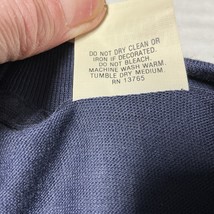 DO NOT DRY CLEAN OR
IRON IF DECORATED.
DO NOT BLEACH.
MACHINE WASH WARM.
TUMBLE DRY MEDIUM.
RN 13765